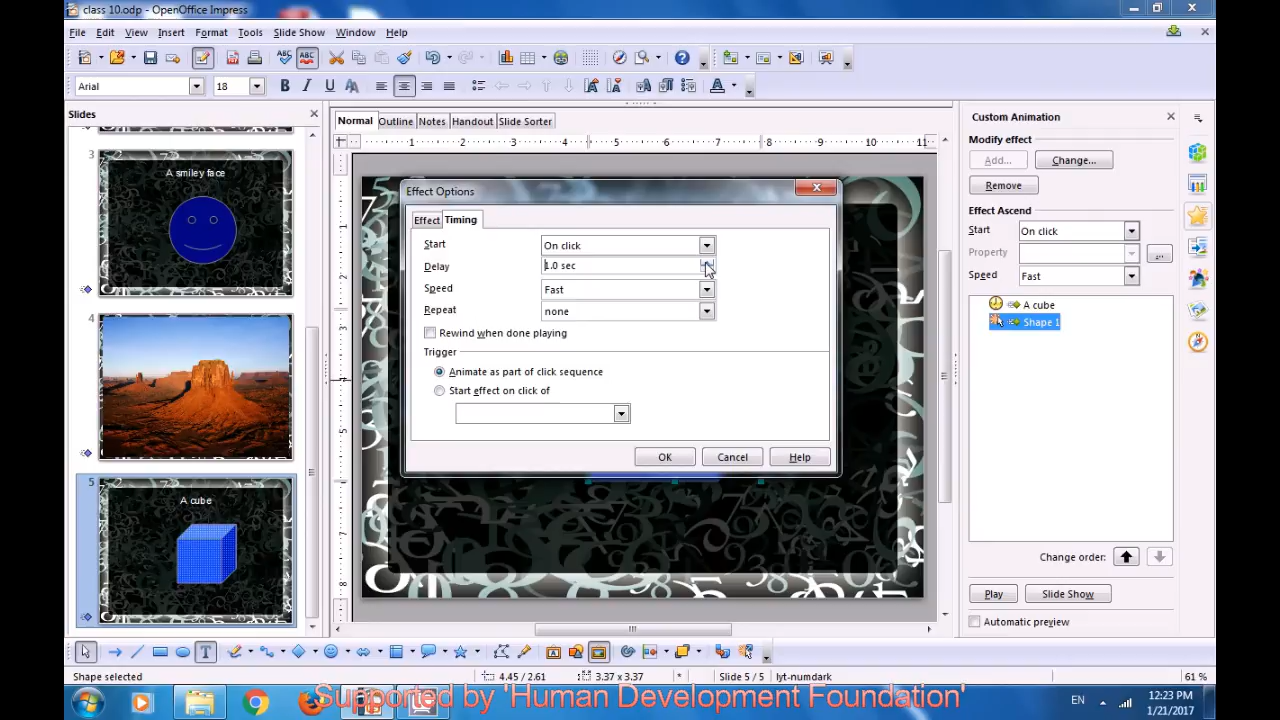 class 10.odp - OpenOffice Impress
File Edit View Insert Format Tools Slide Show Window Help
Arial 18
Slides
Normal Outline Notes Handout Slide Sorter
3
A smiley face
4
5
A cube
Effect Options
Effect Timing
Start On click
Delay 1.0 sec
Speed Fast
Repeat none
Rewind when done playing
Trigger
Animate as part of click sequence
Start effect on click of
OK Cancel Help
Custom Animation
Modify effect
Add... Change...
Remove
Effect Ascend
Start On click
Property ...
Speed Fast
A cube
Shape 1
Change order:
Play Slide Show
Automatic preview
Shape selected 4.45 / 2.61 3.37 x 3.37 * Slide 5 / 5 lyt-numdark 61 %
Supported by 'Human Development Foundation'
EN
12:23 PM
1/21/2017